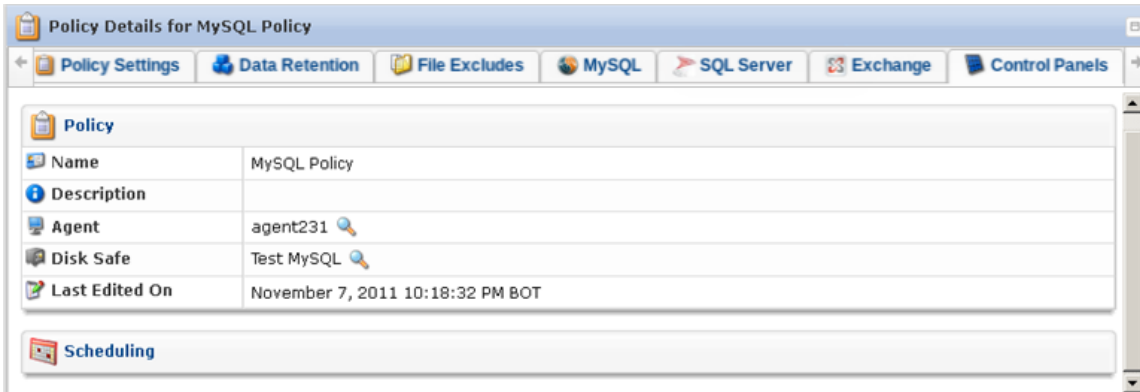 Policy Details for MySQL Policy
Policy Settings Data Retention File Excludes MySQL SQL Server Exchange Control Panels
Policy
Name MySQL Policy
Description
Agent agent231
Disk Safe Test MySQL
Last Edited On November 7, 2011 10:18:32 PM BOT
Scheduling